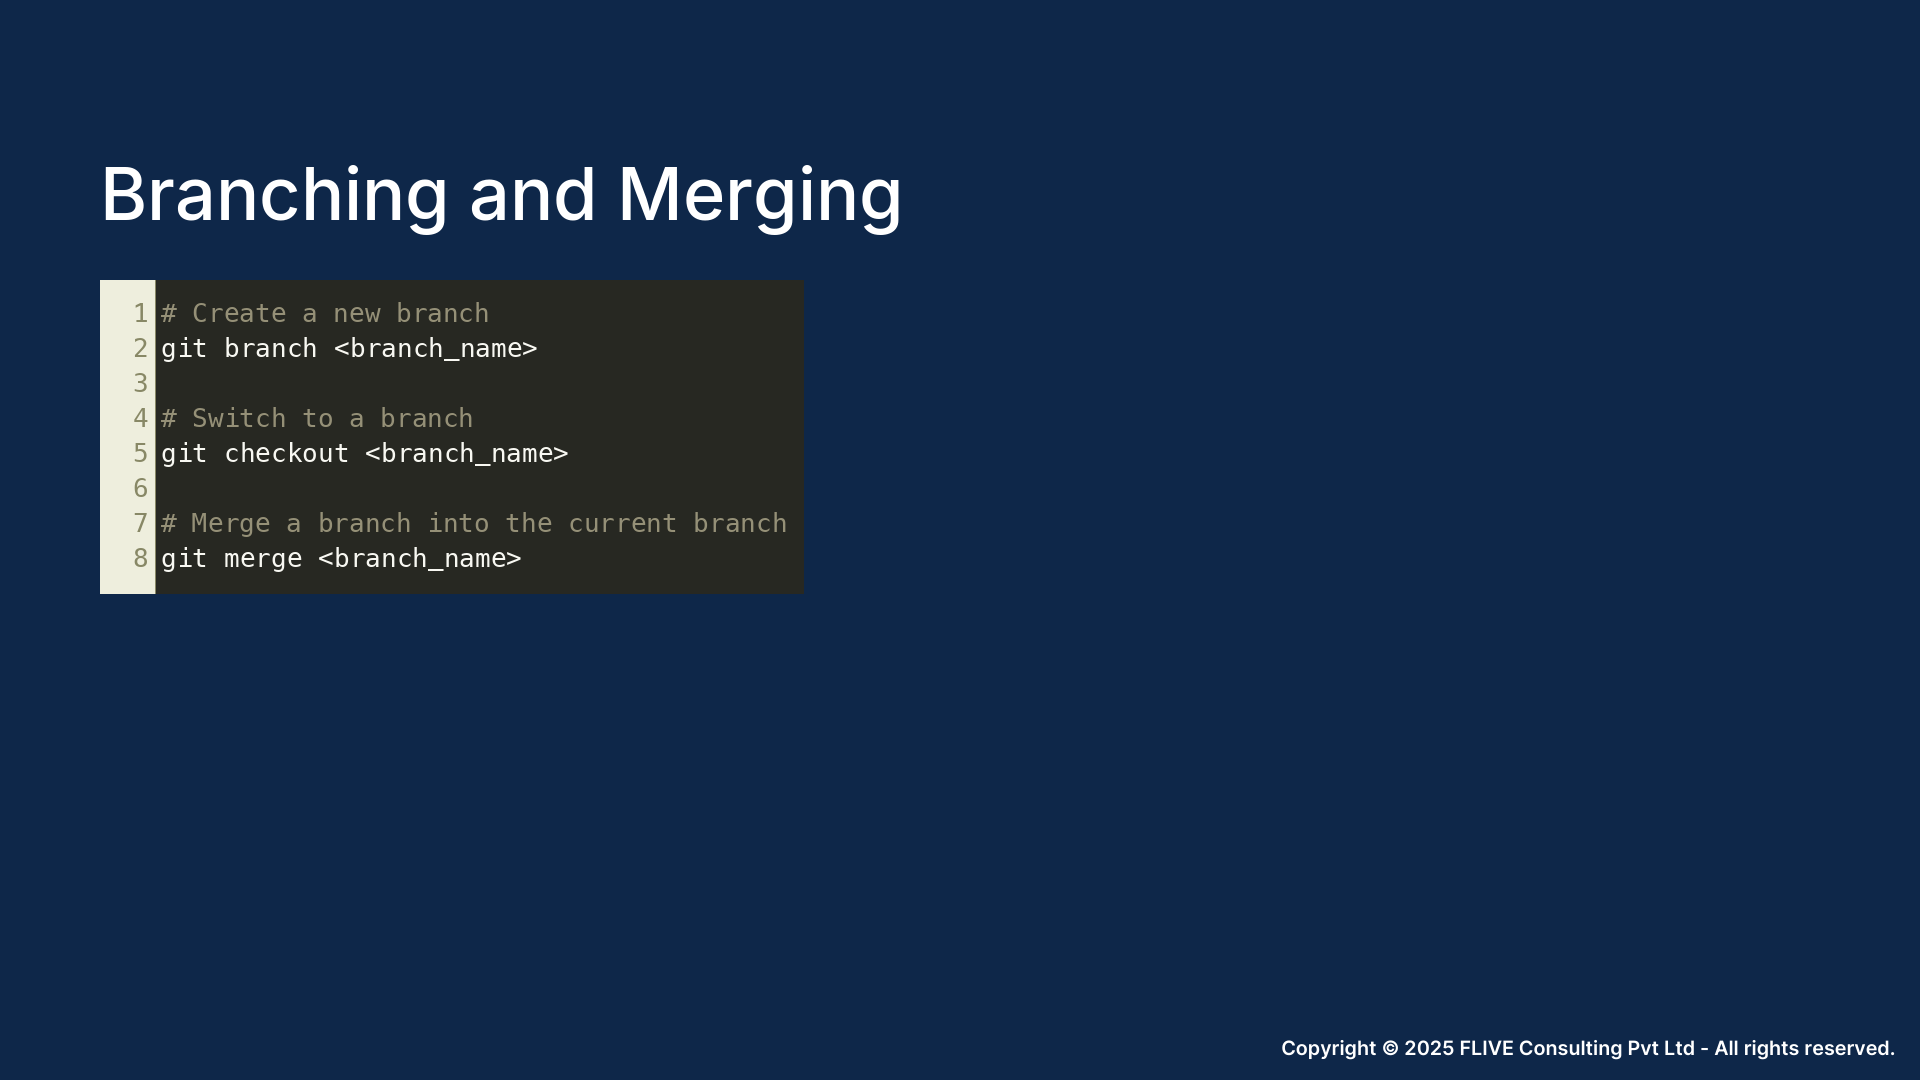 Branching and Merging
1 # Create a new branch
2 git branch <branch_name>
3
4 # Switch to a branch
5 git checkout <branch_name>
6
7 # Merge a branch into the current branch
8 git merge <branch_name>
Copyright © 2025 FLIVE Consulting Pvt Ltd - All rights reserved.